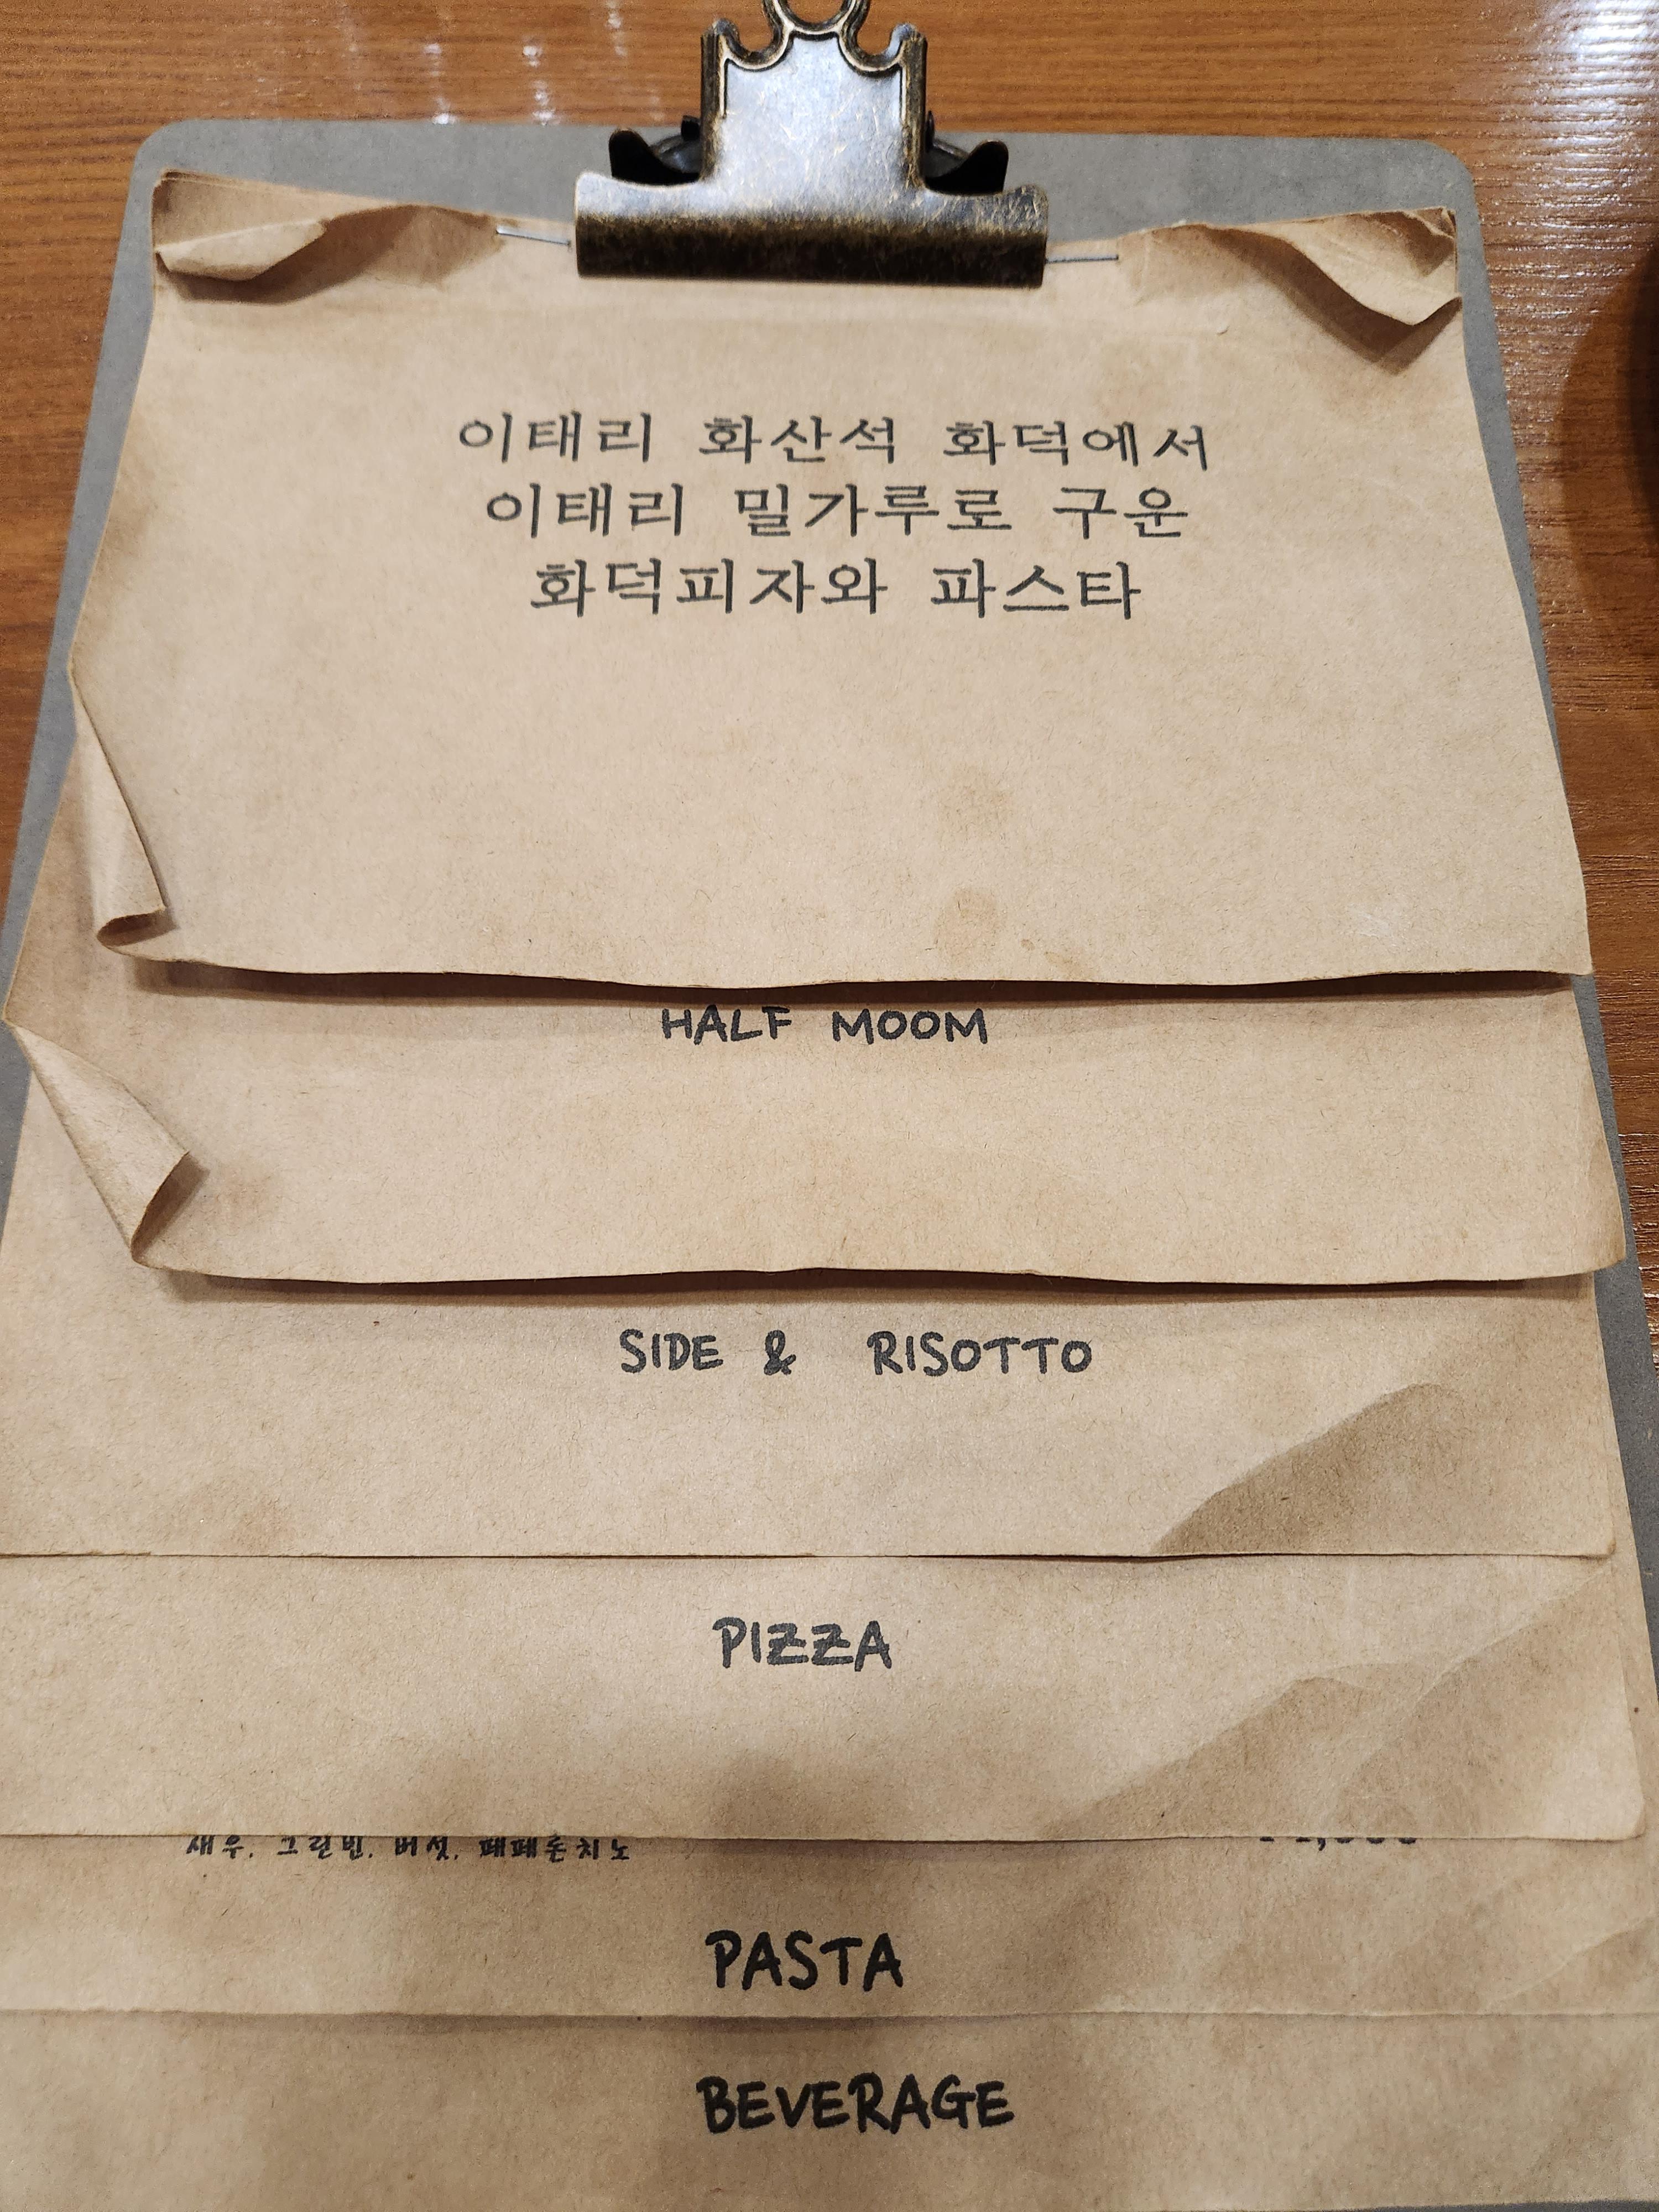 이태리 화산석 화덕에서
이태리 밀가루로 구운
화덕피자와 파스타
HALF MOOM
SIDE & RISOTTO
PIZZA
새우, 그린빈, 버섯, 페페론치노
PASTA
BEVERAGE